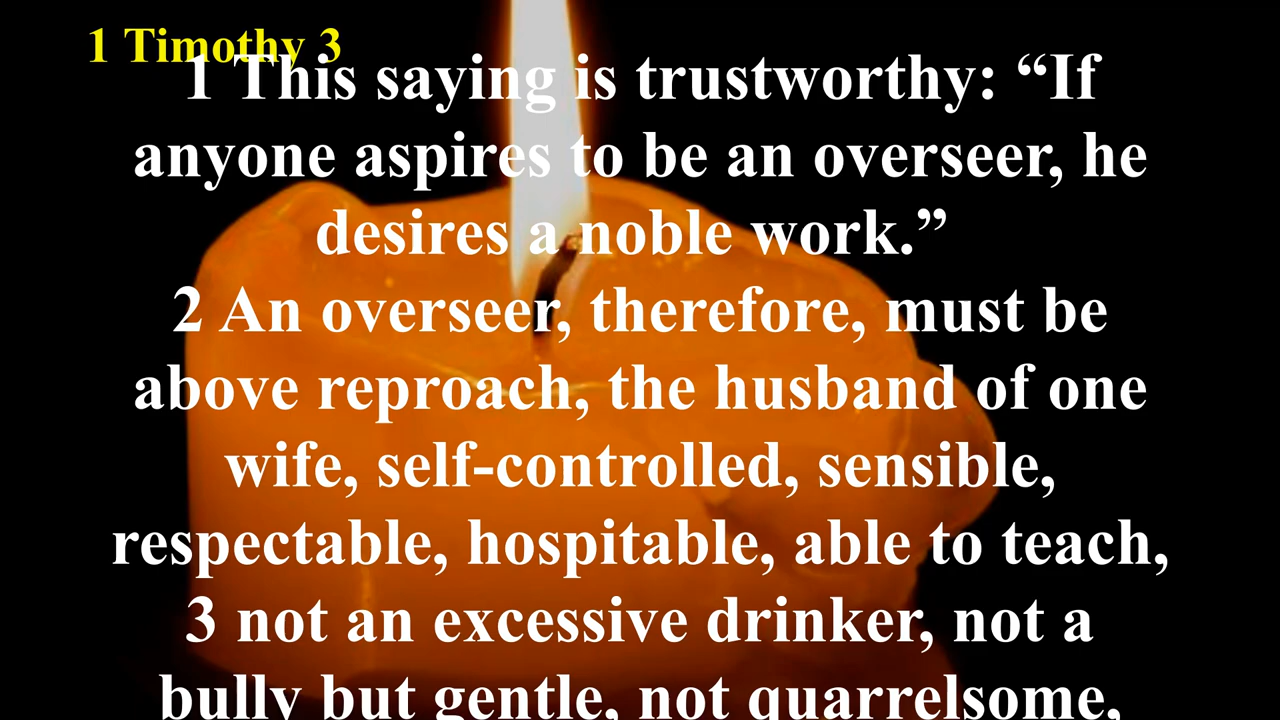 1 Timothy 3
1 This saying is trustworthy: “If
anyone aspires to be an overseer, he
desires a noble work.”
2 An overseer, therefore, must be
above reproach, the husband of one
wife, self-controlled, sensible,
respectable, hospitable, able to teach,
3 not an excessive drinker, not a
bully but gentle, not quarrelsome,